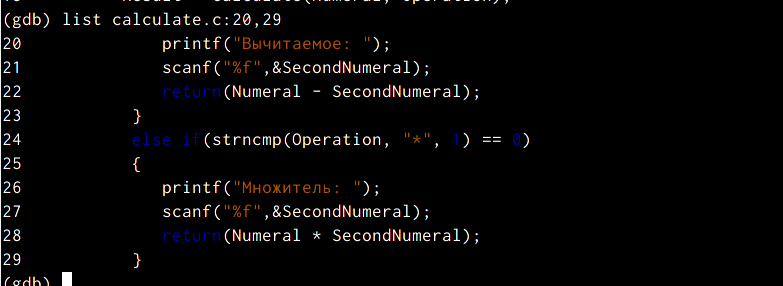 (gdb) list calculate.c:20,29
20 printf("Вычитаемое: ");
21 scanf("%f",&SecondNumeral);
22 return(Numeral - SecondNumeral);
23 }
24 else if(strncmp(Operation, "*", 1) == 0)
25 {
26 printf("Множитель: ");
27 scanf("%f",&SecondNumeral);
28 return(Numeral * SecondNumeral);
29 }
(gdb)